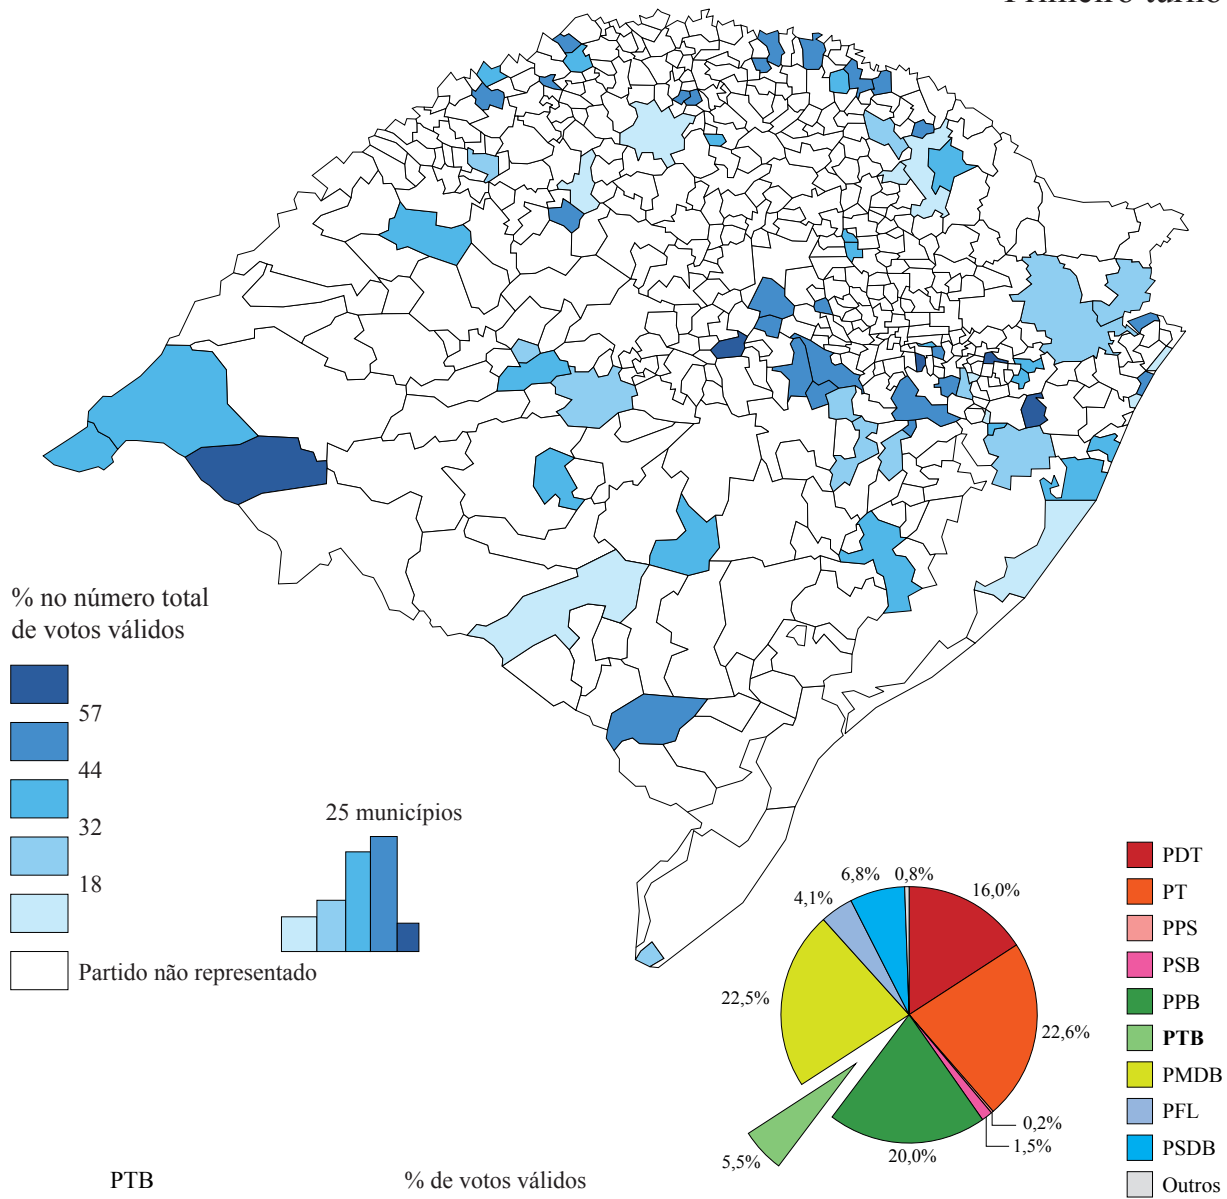 Primeiro turno
% no número total
de votos válidos
57
44
32
18
Partido não representado
25 municípios
6,8%
0,8%
4,1%
16,0%
22,5%
22,6%
0,2%
1,5%
20,0%
5,5%
PDT
PT
PPS
PSB
PPB
PTB
PMDB
PFL
PSDB
Outros
PTB
% de votos válidos